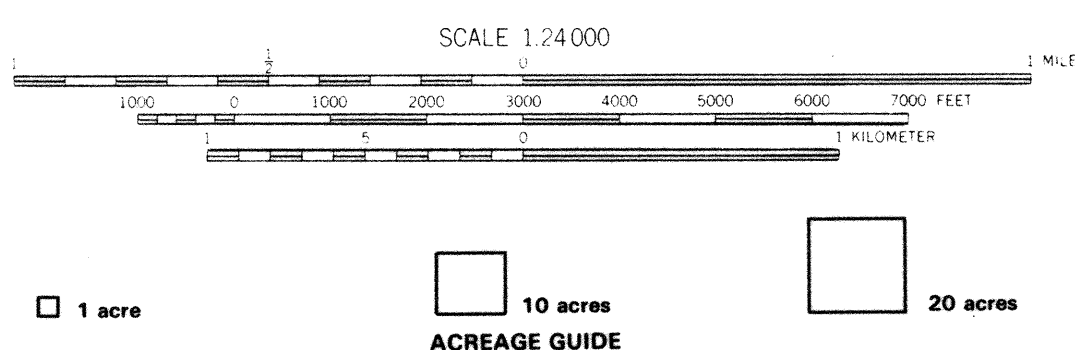 SCALE 1:24000
1 1/2 0 1 MILE
1000 0 1000 2000 3000 4000 5000 6000 7000 FEET
1 5 0 1 KILOMETER
1 acre 10 acres 20 acres
ACREAGE GUIDE